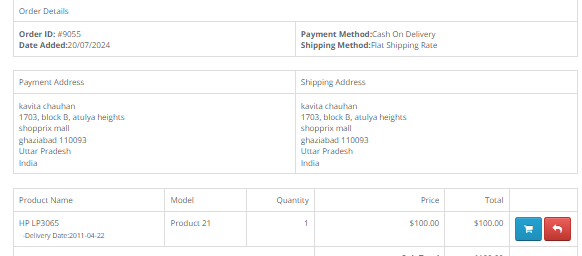 Order Details
Order ID: #9055
Payment Method:Cash On Delivery
Date Added:20/07/2024
Shipping Method:Flat Shipping Rate
Payment Address
Shipping Address
kavita chauhan
1703, block B, atulya heights
shopprix mall
ghaziabad 110093
Uttar Pradesh
India
kavita chauhan
1703, block B, atulya heights
shopprix mall
ghaziabad 110093
Uttar Pradesh
India
Product Name Model Quantity Price Total
HP LP3065 Product 21 1 $100.00 $100.00
-Delivery Date:2011-04-22